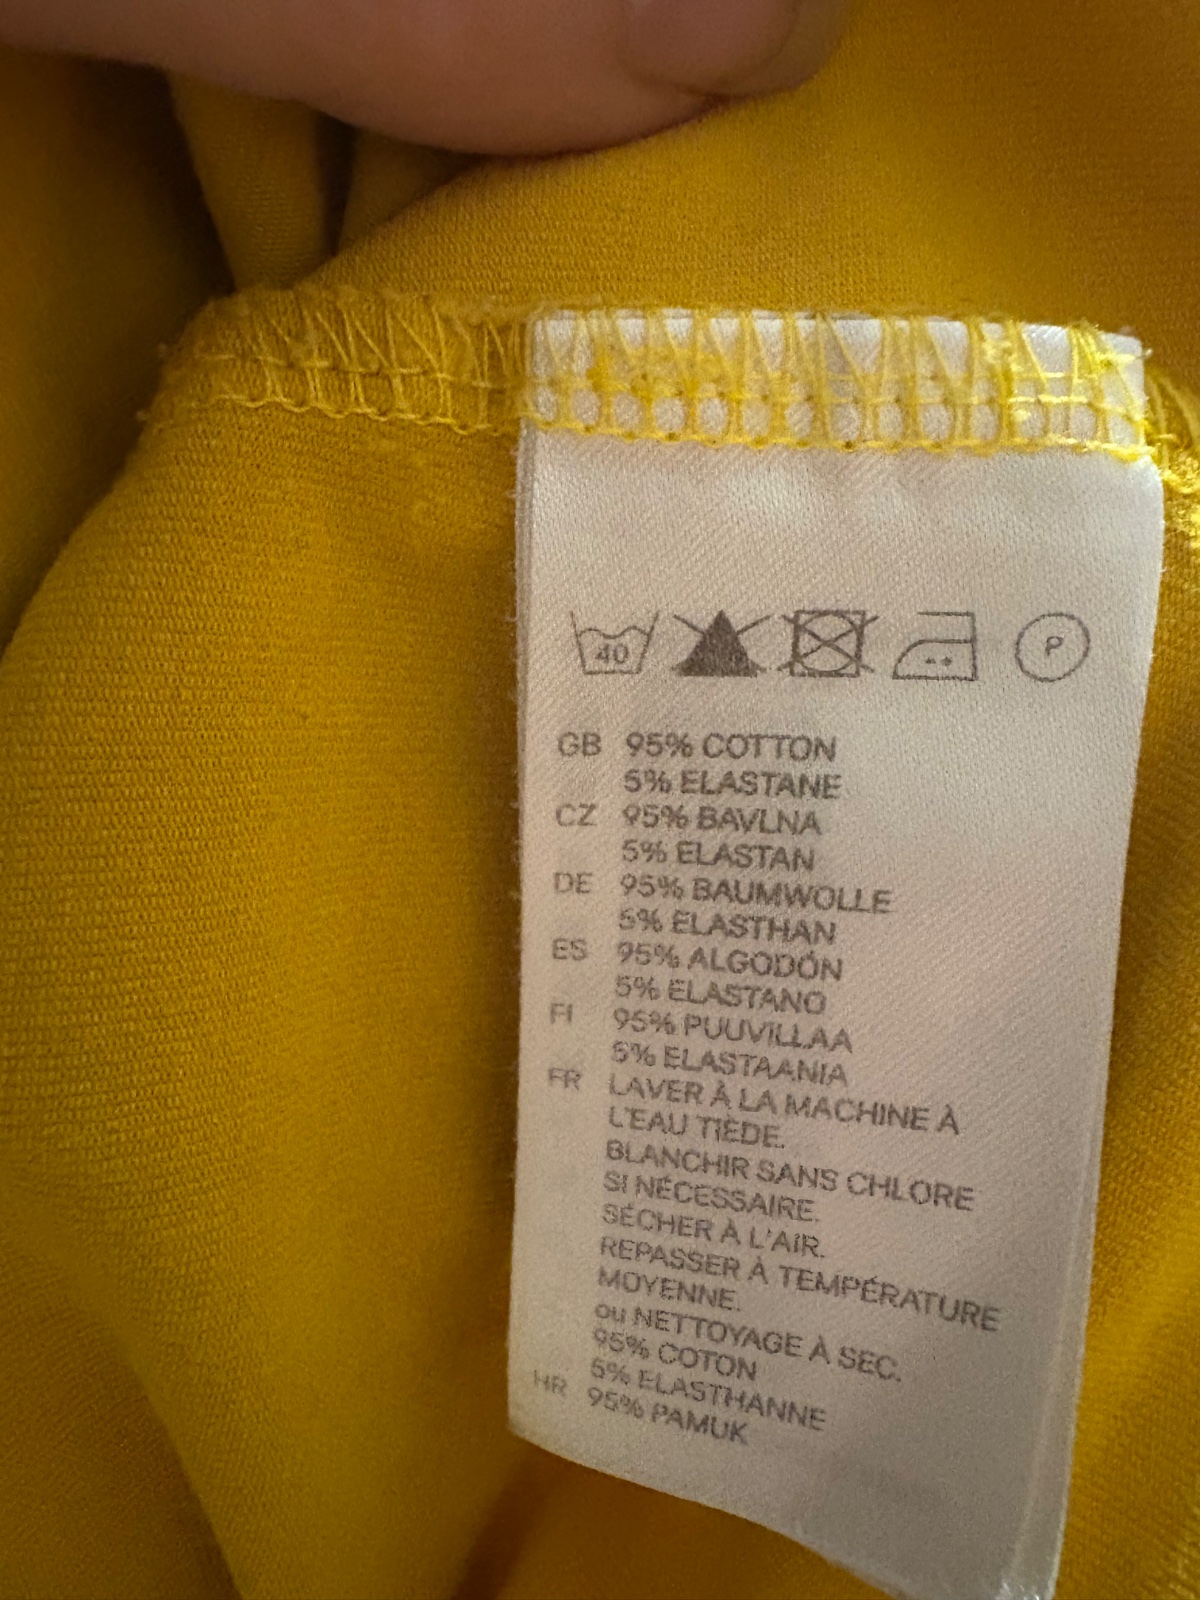 40 P
GB 95% COTTON
5% ELASTANE
CZ 95% BAVLNA
5% ELASTAN
DE 95% BAUMWOLLE
5% ELASTHAN
ES 95% ALGODÓN
5% ELASTANO
FI 95% PUUVILLAA
5% ELASTAANIA
FR LAVER À LA MACHINE À
L'EAU TIÈDE.
BLANCHIR SANS CHLORE
SI NÉCESSAIRE.
SÉCHER À L'AIR.
REPASSER À TEMPÉRATURE
MOYENNE.
ou NETTOYAGE À SEC.
95% COTON
5% ELASTHANNE
HR 95% PAMUK